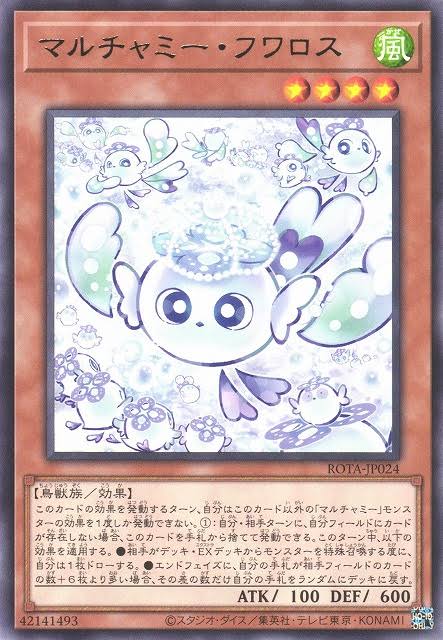 マルチャミー・フワロス
風
ROTA-JP024
【鳥獣族／効果】
このカードの効果を発動するターン、自分はこのカード以外の「マルチャミー」モンスターの効果を１度しか発動できない。①：自分・相手ターンに、自分フィールドにカードが存在しない場合、このカードを手札から捨てて発動できる。このターン中、以下の効果を適用する。●相手がデッキ・EXデッキからモンスターを特殊召喚する度に、自分は１枚ドローする。●エンドフェイズに、自分の手札が相手フィールドのカードの数＋６枚より多い場合、その差の数だけ自分の手札をランダムにデッキに戻す。
ATK/ 100 DEF/ 600
42141493
©スタジオ・ダイス／集英社・テレビ東京・KONAMI